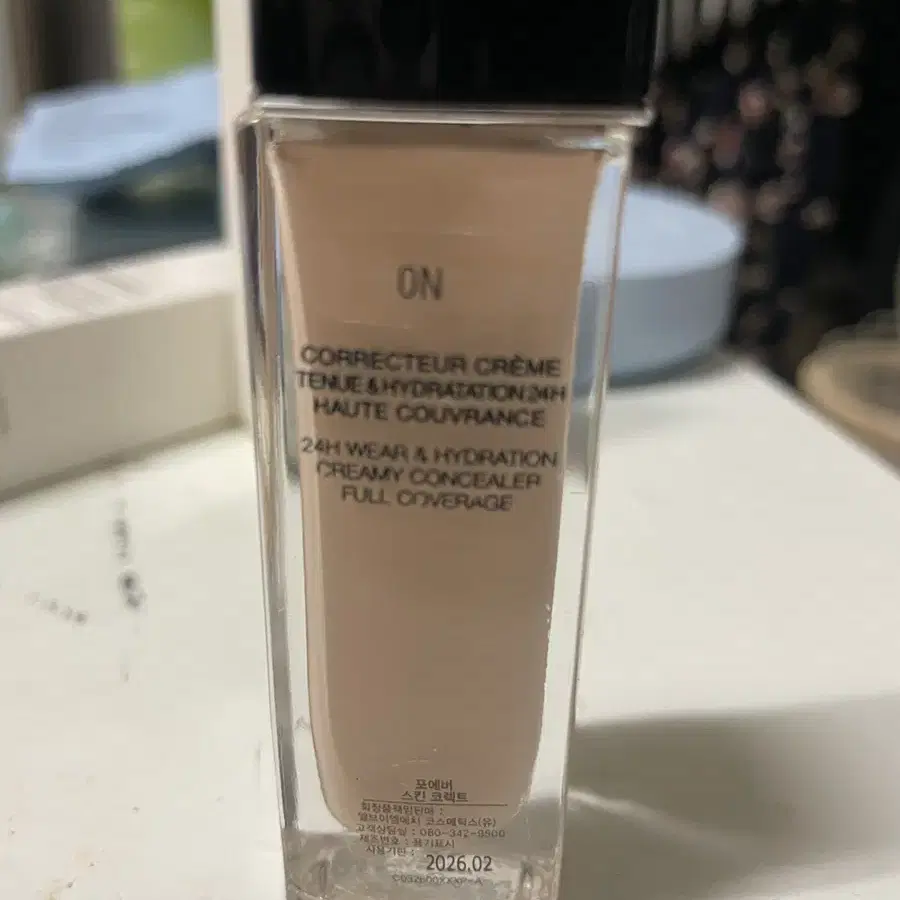 0N
CORRECTEUR CRÈME
TENUE & HYDRATATION 24H
HAUTE COUVRANCE
24H WEAR & HYDRATION
CREAMY CONCEALER
FULL COVERAGE
포에버
스킨 코렉트
화장품책임판매 :
엘브이엠에치 코스메틱스(유)
고객상담실 : 080-342-9500
제조번호 : 용기표시
사용기한 :
2026.02